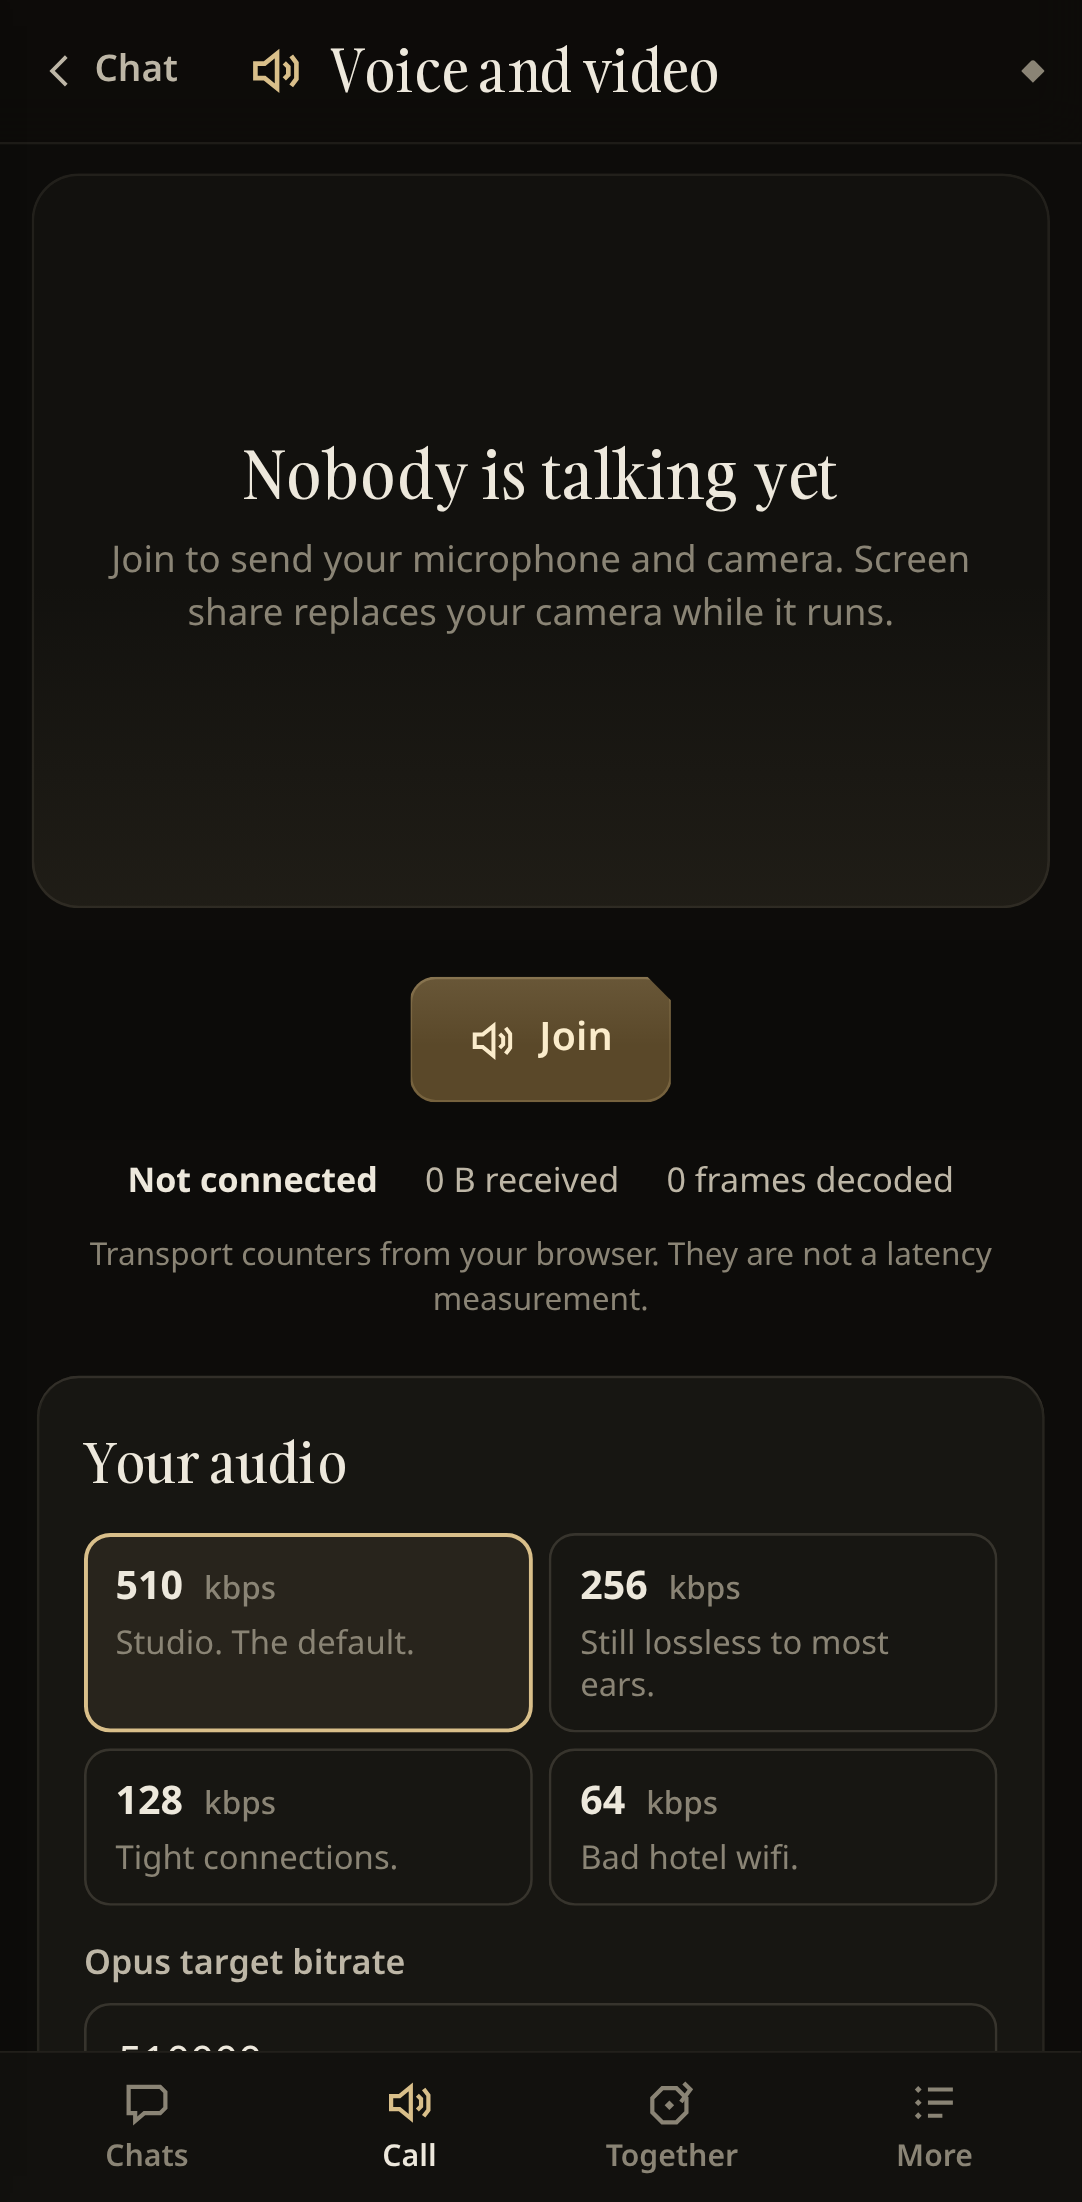 Chat
Voice and video
Nobody is talking yet
Join to send your microphone and camera. Screen
share replaces your camera while it runs.
Join
Not connected 0 B received 0 frames decoded
Transport counters from your browser. They are not a latency
measurement.
Your audio
510 kbps
Studio. The default.
256 kbps
Still lossless to most
ears.
128 kbps
Tight connections.
64 kbps
Bad hotel wifi.
Opus target bitrate
510000
Chats
Call
Together
More